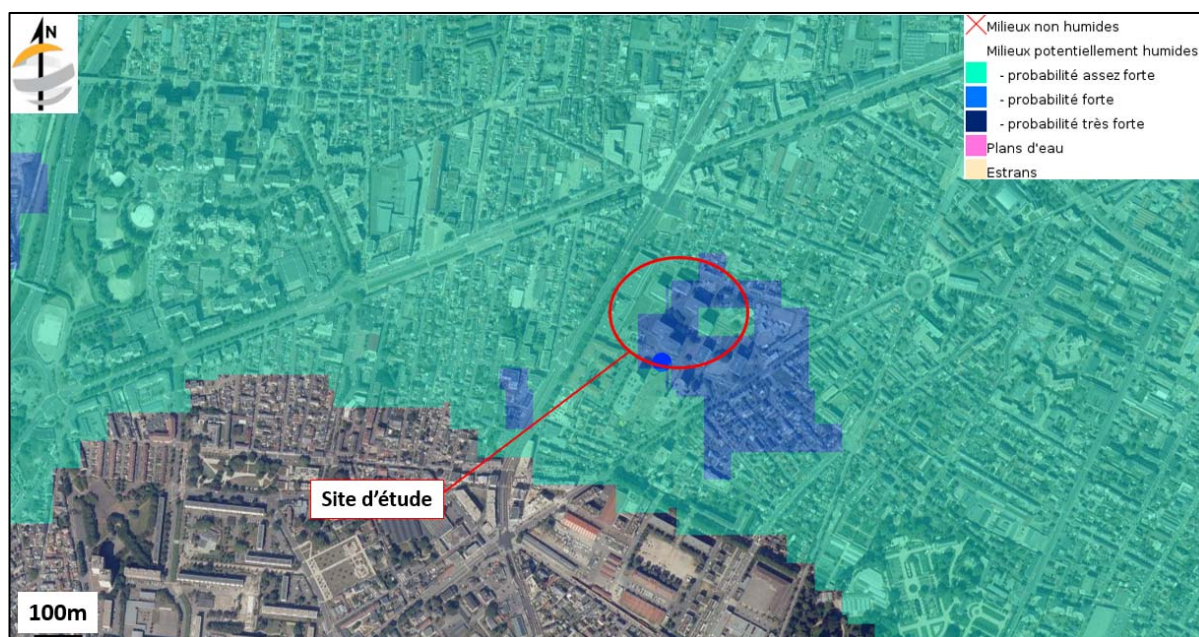 N
Milieux non humides
Milieux potentiellement humides
- probabilité assez forte
- probabilité forte
- probabilité très forte
Plans d'eau
Estrans
Site d'étude
100m